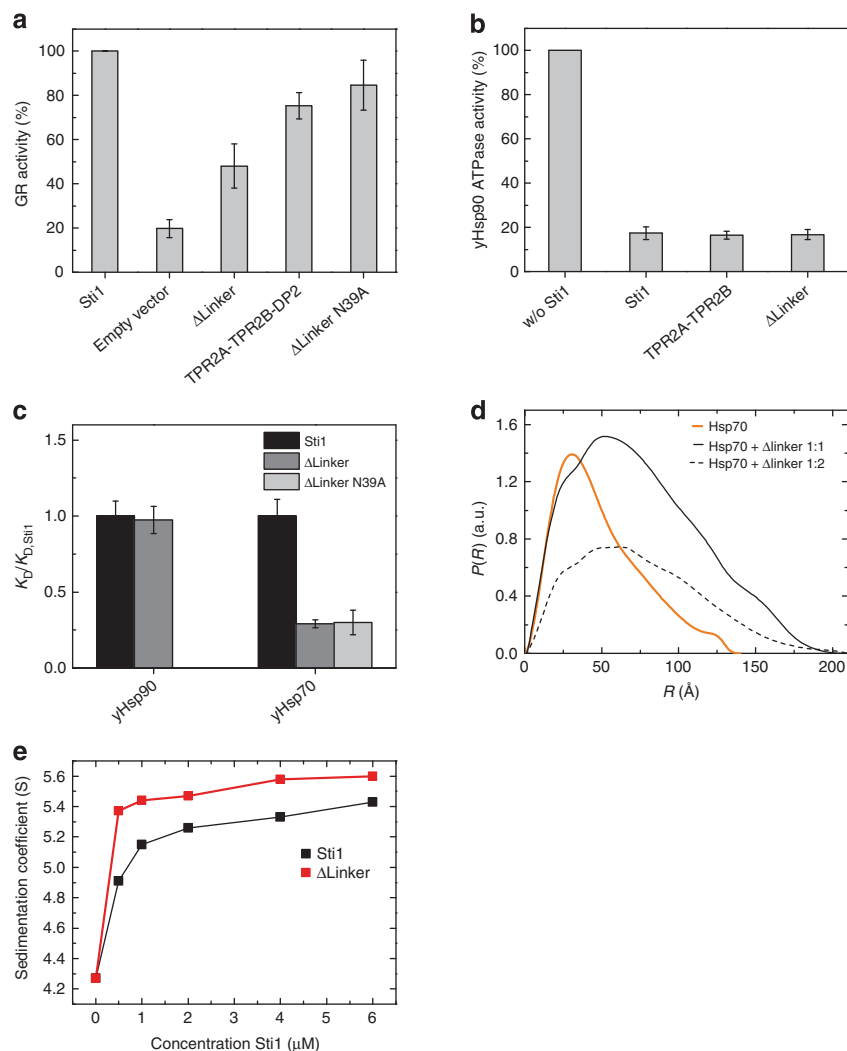 a
GR activity (%)
100
80
60
40
20
0
Sti1
Empty vector
ΔLinker
TPR2A-TPR2B-DP2
ΔLinker N39A
b
yHsp90 ATPase activity (%)
100
80
60
40
20
0
w/o Sti1
Sti1
TPR2A-TPR2B
ΔLinker
c
K_D/K_D,Sti1
1.5
1.0
0.5
0.0
Sti1
ΔLinker
ΔLinker N39A
yHsp90
yHsp70
d
P(R) (a.u.)
1.6
1.2
0.8
0.4
0.0
Hsp70
Hsp70 + Δlinker 1:1
Hsp70 + Δlinker 1:2
0 50 100 150 200
R (Å)
e
Sedimentation coefficient (S)
5.6
5.4
5.2
5.0
4.8
4.6
4.4
4.2
Sti1
ΔLinker
0 1 2 3 4 5 6
Concentration Sti1 (μM)